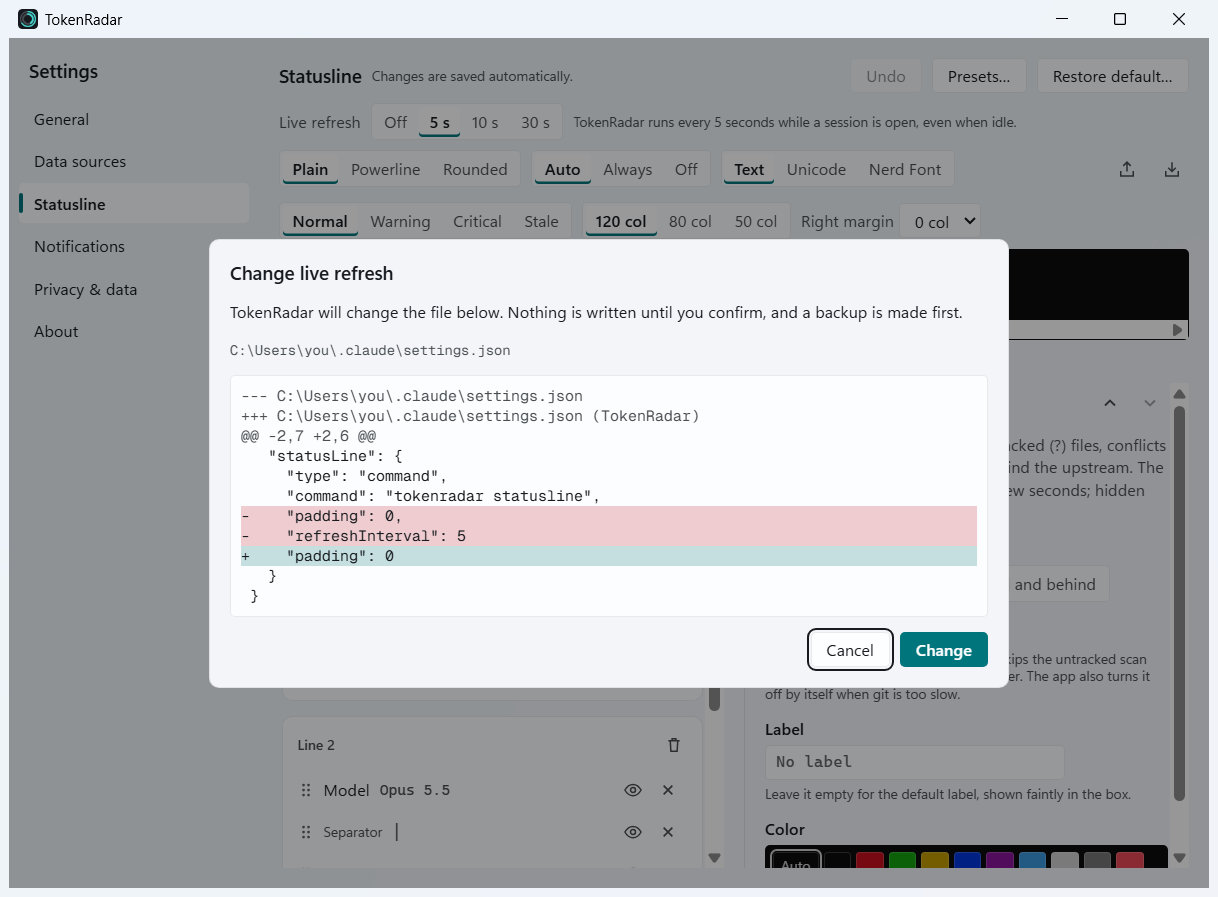 TokenRadar
Settings
General
Data sources
Statusline
Notifications
Privacy & data
About
Statusline Changes are saved automatically. Undo Presets... Restore default...
Live refresh Off 5 s 10 s 30 s TokenRadar runs every 5 seconds while a session is open, even when idle.
Plain Powerline Rounded Auto Always Off Text Unicode Nerd Font
Normal Warning Critical Stale 120 col 80 col 50 col Right margin 0 col
Change live refresh
TokenRadar will change the file below. Nothing is written until you confirm, and a backup is made first.
C:\Users\you\.claude\settings.json
--- C:\Users\you\.claude\settings.json
+++ C:\Users\you\.claude\settings.json (TokenRadar)
@@ -2,7 +2,6 @@
"statusLine": {
"type": "command",
"command": "tokenradar statusline",
- "padding": 0,
- "refreshInterval": 5
+ "padding": 0
}
}
Cancel Change
(?) files, conflicts
the upstream. The
seconds; hidden
and behind
the untracked scan
The app also turns it
off by itself when git is too slow.
Line 2
Model Opus 5.5
Separator |
Label
No label
Leave it empty for the default label, shown faintly in the box.
Color
Auto